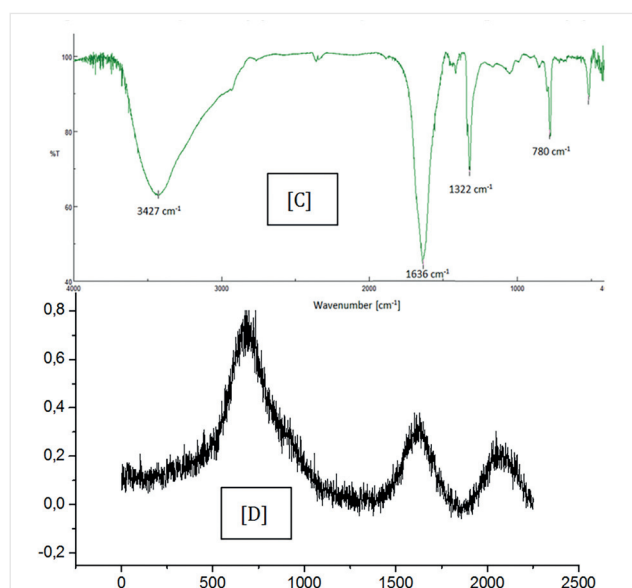 100
80
%T
60
40
3427 cm-1
[C]
1636 cm-1
1322 cm-1
780 cm-1
4000 3000 2000 1000 4
Wavenumber [cm-1]
0,8
0,6
0,4
0,2
0,0
-0,2
[D]
0 500 1000 1500 2000 2500